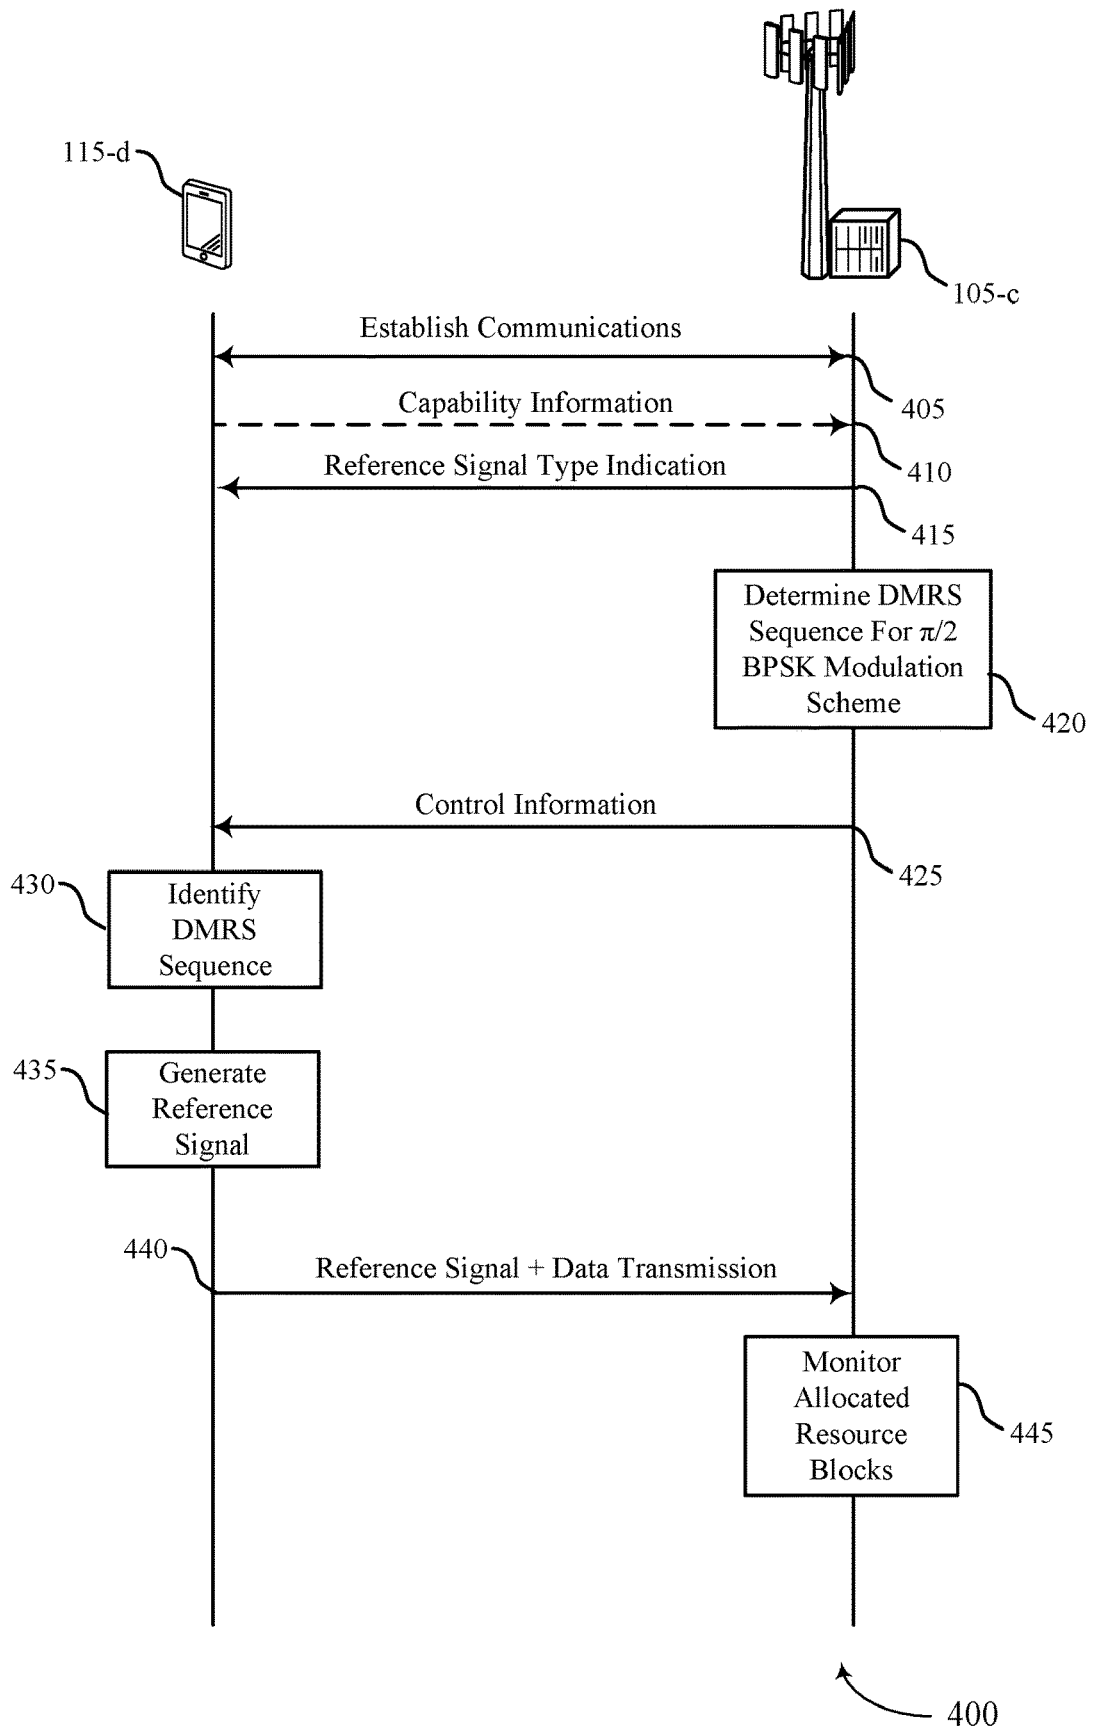 115-d
105-c
Establish Communications
405
Capability Information
410
Reference Signal Type Indication
415
Determine DMRS
Sequence For π/2
BPSK Modulation
Scheme
420
Control Information
425
430
Identify
DMRS
Sequence
435
Generate
Reference
Signal
440
Reference Signal + Data Transmission
Monitor
Allocated
Resource
Blocks
445
400